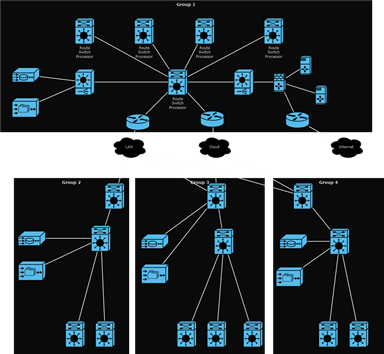 Group 1
Route
Switch
Processor
Route
Switch
Processor
Route
Switch
Processor
Route
Switch
Processor
Route
Switch
Processor
LAN
Cloud
Internet
Group 2
Group 3
Group 4